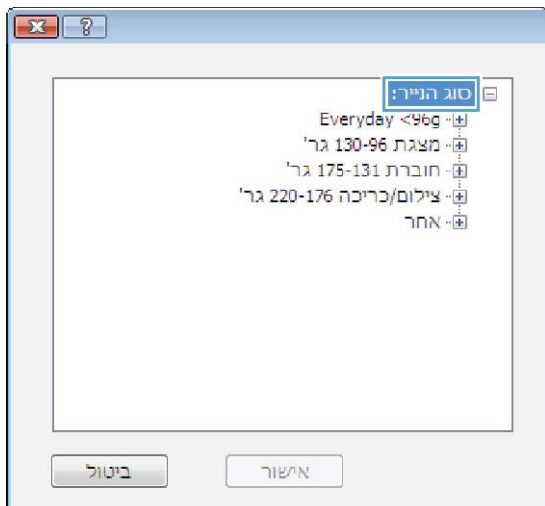 סוג הנייר:
Everyday <96g
מצגת 130-96 גר'
חוברת 175-131 גר'
צילום/כריכה 220-176 גר'
אחר
אישור
ביטול